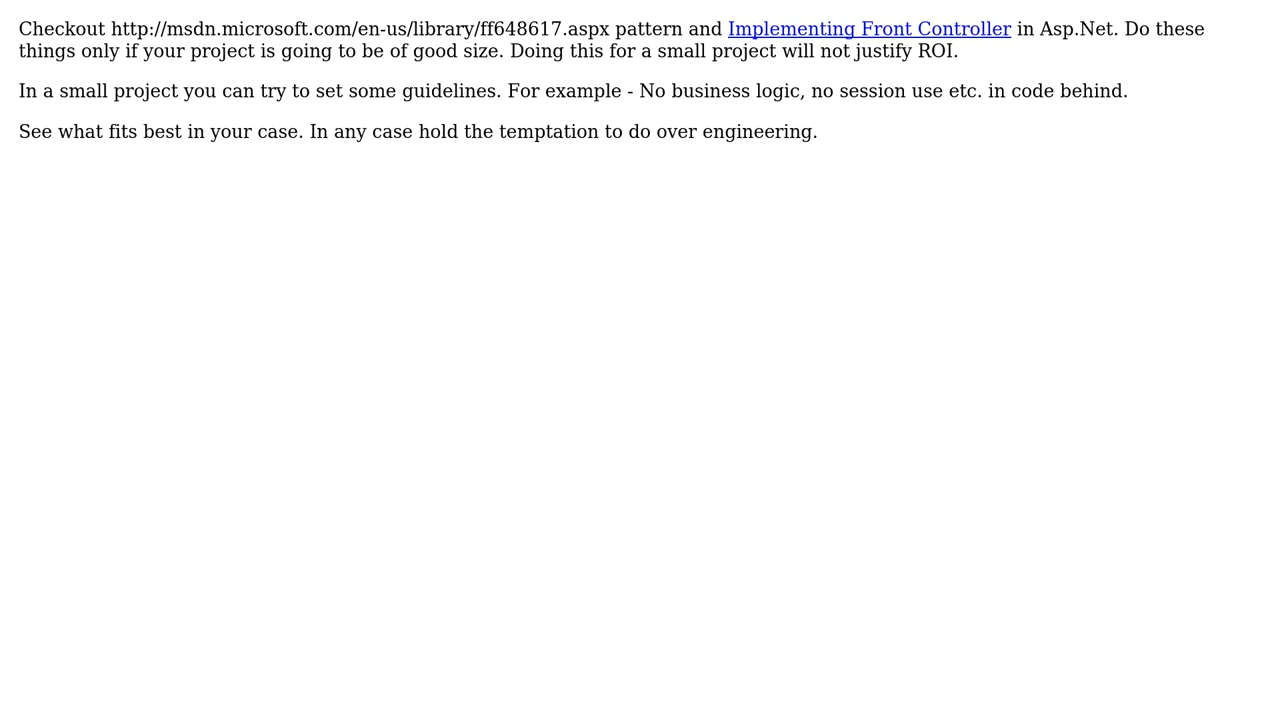 Checkout http://msdn.microsoft.com/en-us/library/ff648617.aspx pattern and Implementing Front Controller in Asp.Net. Do these
things only if your project is going to be of good size. Doing this for a small project will not justify ROI.
In a small project you can try to set some guidelines. For example - No business logic, no session use etc. in code behind.
See what fits best in your case. In any case hold the temptation to do over engineering.